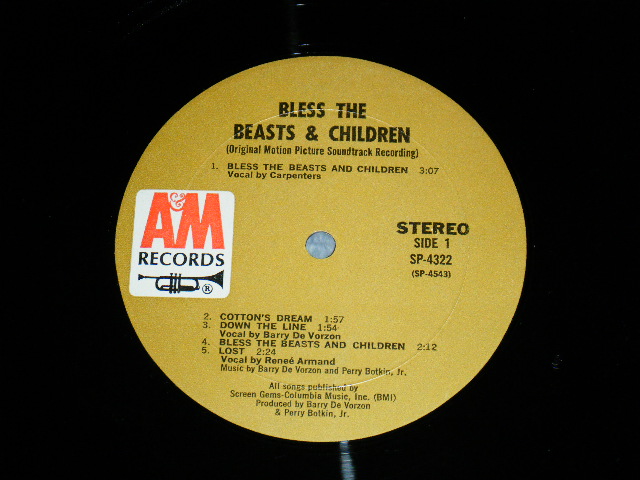 BLESS THE
BEASTS & CHILDREN
(Original Motion Picture Soundtrack Recording)
1. BLESS THE BEASTS AND CHILDREN 3:07
Vocal by Carpenters
A&M
RECORDS
®
STEREO
SIDE 1
SP-4322
(SP-4543)
2. COTTON'S DREAM 1:57
3. DOWN THE LINE 1:54
Vocal by Barry De Vorzon
4. BLESS THE BEASTS AND CHILDREN 2:12
5. LOST 2:24
Vocal by Reneé Armand
Music by Barry De Vorzon and Perry Botkin, Jr.
All songs published by
Screen Gems-Columbia Music, Inc. (BMI)
Produced by Barry De Vorzon
& Perry Botkin, Jr.